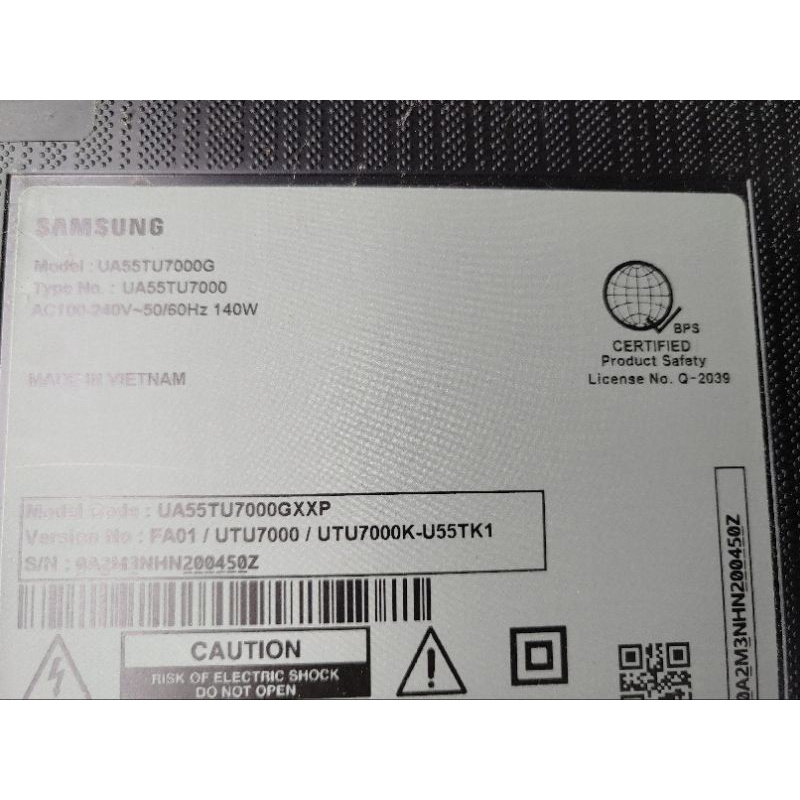 SAMSUNG
Model : UA55TU7000G
Type No. : UA55TU7000
AC100-240V~50/60Hz 140W
MADE IN VIETNAM
BPS
CERTIFIED
Product Safety
License No. Q-2039
Model Code : UA55TU7000GXXP
Version No : FA01 / UTU7000 / UTU7000K-U55TK1
S/N : 0A2M3NHN200450Z
CAUTION
RISK OF ELECTRIC SHOCK
DO NOT OPEN
0A2M3NHN200450Z